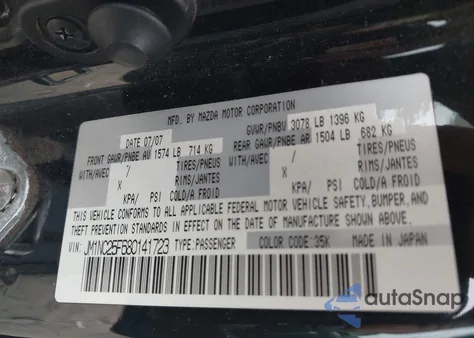 MFD. BY MAZDA MOTOR CORPORATION
DATE 07/07 GVWR/PNBV 3078 LB 1396 KG
FRONT GAWR/PNBE AV 1574 LB 714 KG REAR GAWR/PNBE AR 1504 LB 682 KG
WITH/AVEC / TIRES/PNEUS WITH/AVEC / TIRES/PNEUS
X RIMS/JANTES X RIMS/JANTES
KPA/ PSI COLD/A FROID KPA/ PSI COLD/A FROID
THIS VEHICLE CONFORMS TO ALL APPLICABLE FEDERAL MOTOR VEHICLE SAFETY, BUMPER, AND
THEFT PREVENTION STANDARDS IN EFFECT ON THE DATE OF MANUFACTURE SHOWN ABOVE.
VIN: JM1NC25F680141723 TYPE:PASSENGER COLOR CODE:35K MADE IN JAPAN
autoSnap